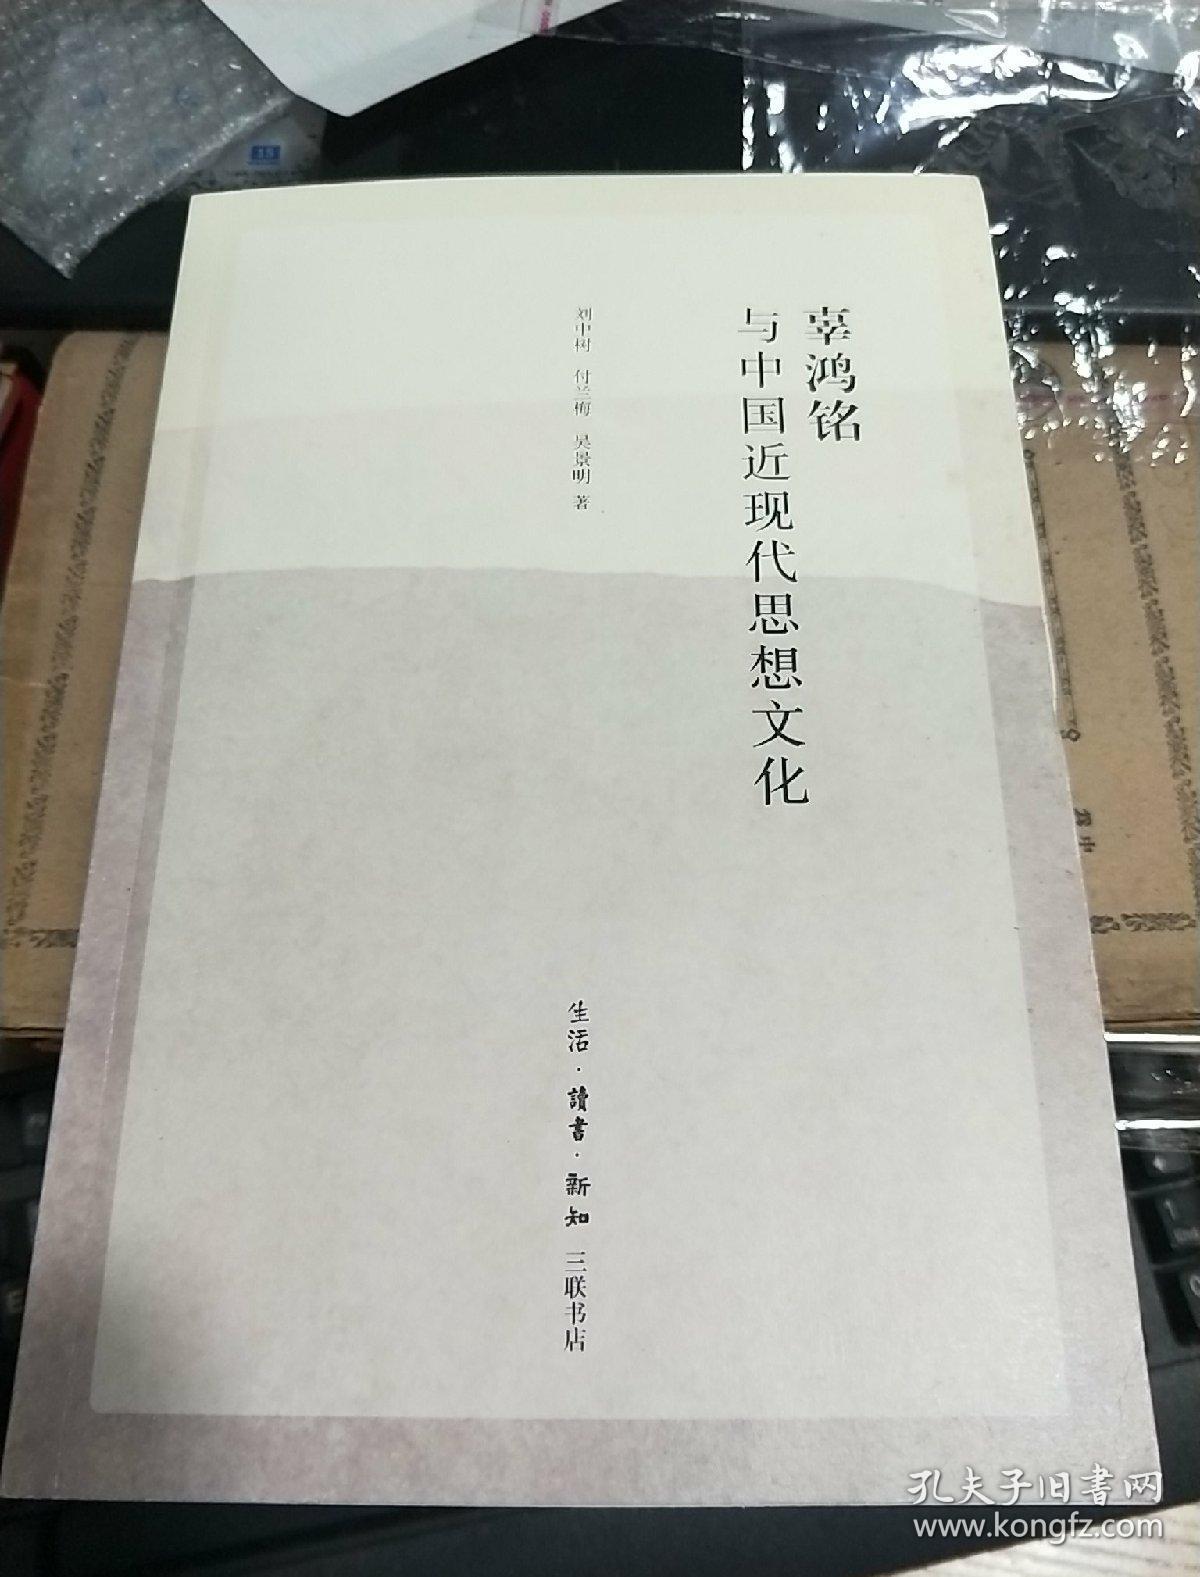 辜鸿铭
与中国近现代思想文化
刘中树 付兰梅 吴景明 著
生活·讀書·新知 三联书店
孔夫子旧書网
www.kongfz.com